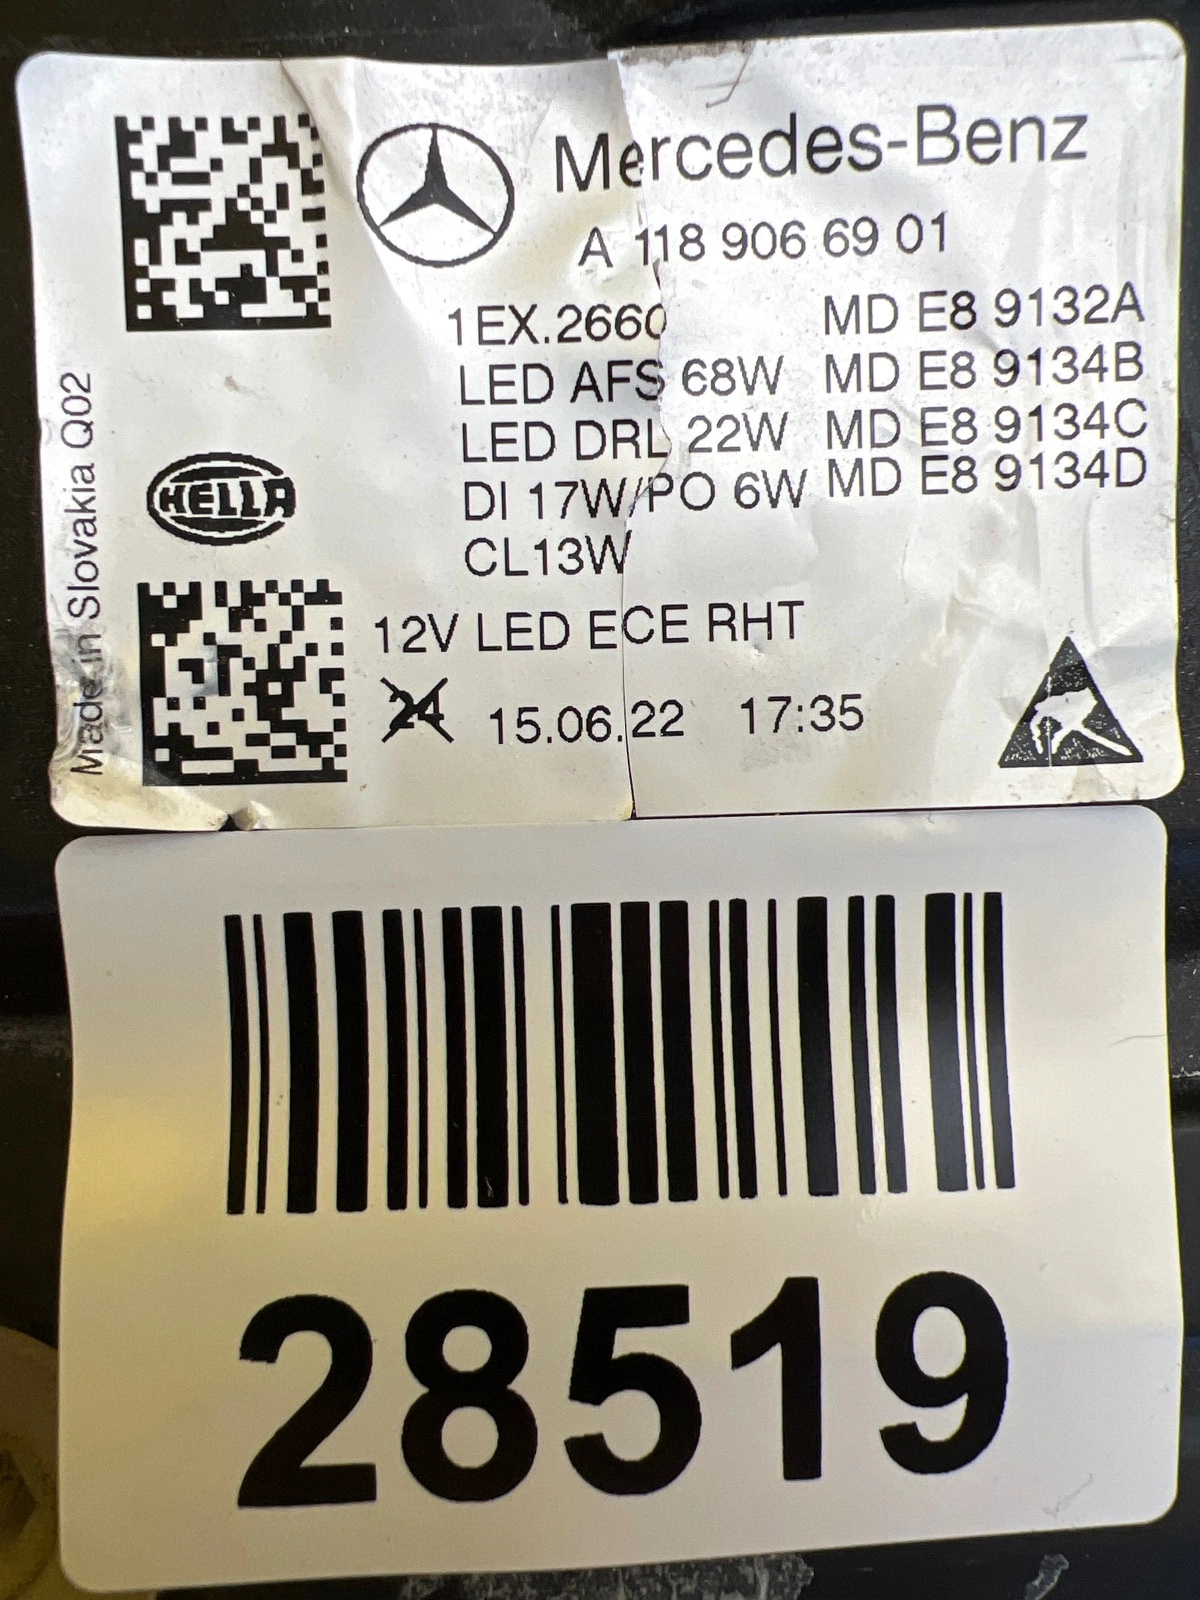 Mercedes-Benz
A 118 906 69 01
1EX.2660 MD E8 9132A
LED AFS 68W MD E8 9134B
LED DRL 22W MD E8 9134C
DI 17W/PO 6W MD E8 9134D
CL13W
12V LED ECE RHT
24 15.06.22 17:35
Made in Slovakia Q02
HELLA
28519